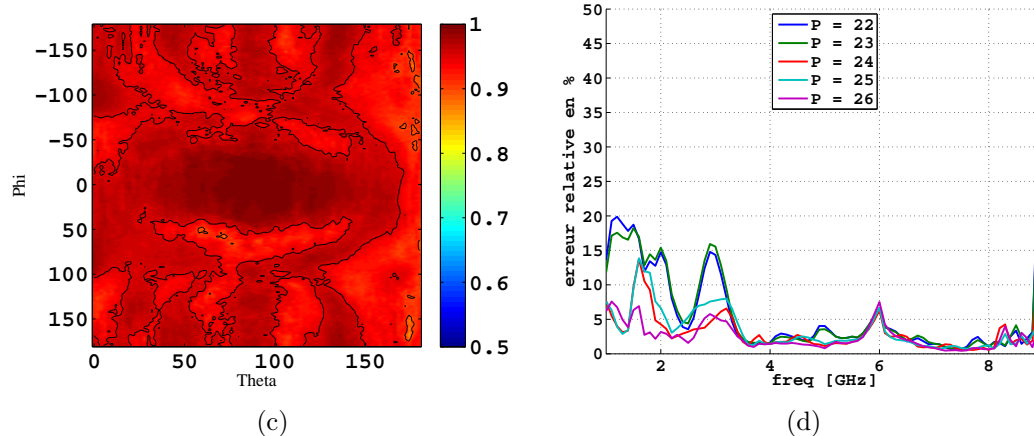 -150
-100
-50
0
50
100
150
Phi
0 50 100 150
Theta
1
0.9
0.8
0.7
0.6
0.5
(c)
50
45
40
35
30
25
20
15
10
5
0
erreur relative en %
P = 22
P = 23
P = 24
P = 25
P = 26
2 4 6 8
freq [GHz]
(d)